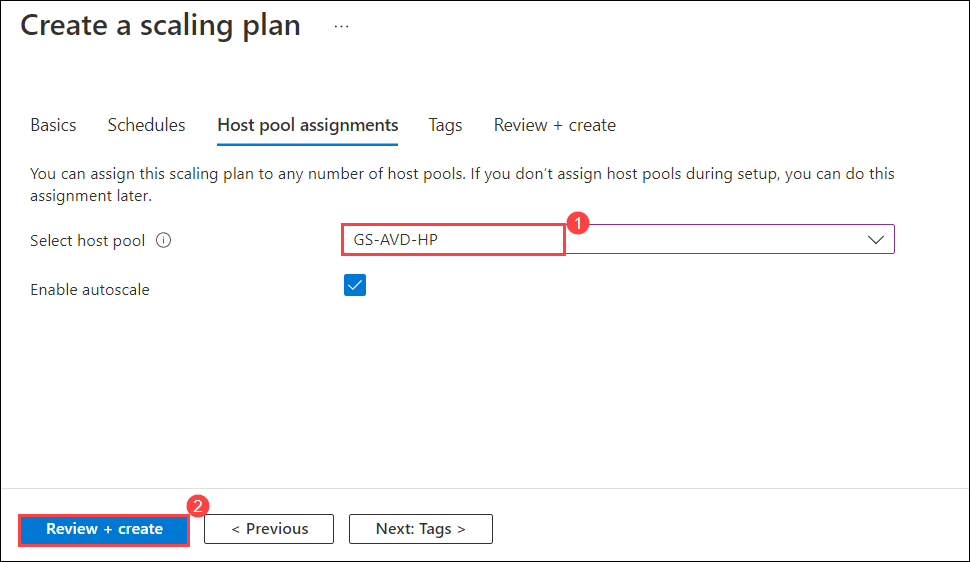 Create a scaling plan ...
Basics Schedules Host pool assignments Tags Review + create
You can assign this scaling plan to any number of host pools. If you don’t assign host pools during setup, you can do this
assignment later.
1
Select host pool GS-AVD-HP
Enable autoscale
2
Review + create < Previous Next: Tags >